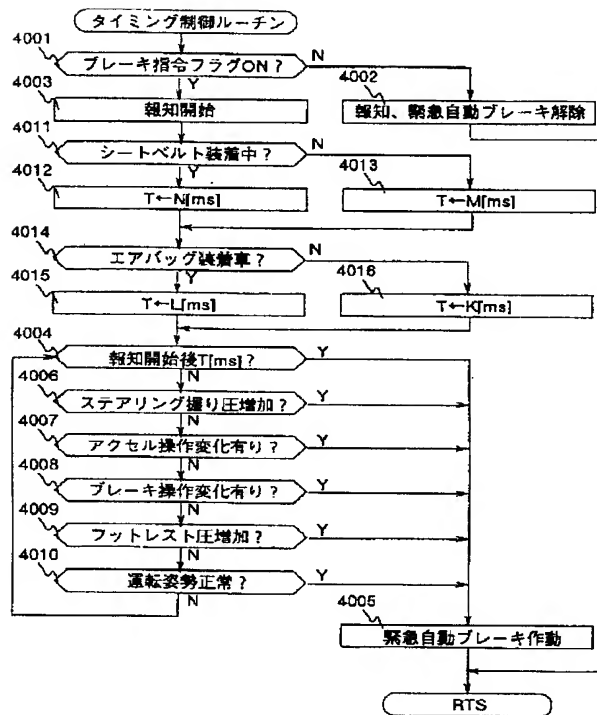 タイミング制御ルーチン
4001
ブレーキ指令フラグON？
N
Y
4002
報知、緊急自動ブレーキ解除
4003
報知開始
4011
シートベルト装着中？
N
Y
4012
T←N[ms]
4013
T←M[ms]
4014
エアバッグ装着車？
N
Y
4015
T←L[ms]
4016
T←K[ms]
4004
報知開始後T[ms]？
Y
N
4006
ステアリング握り圧増加？
Y
N
4007
アクセル操作変化有り？
Y
N
4008
ブレーキ操作変化有り？
Y
N
4009
フットレスト圧増加？
Y
N
4010
運転姿勢正常？
Y
N
4005
緊急自動ブレーキ作動
RTS